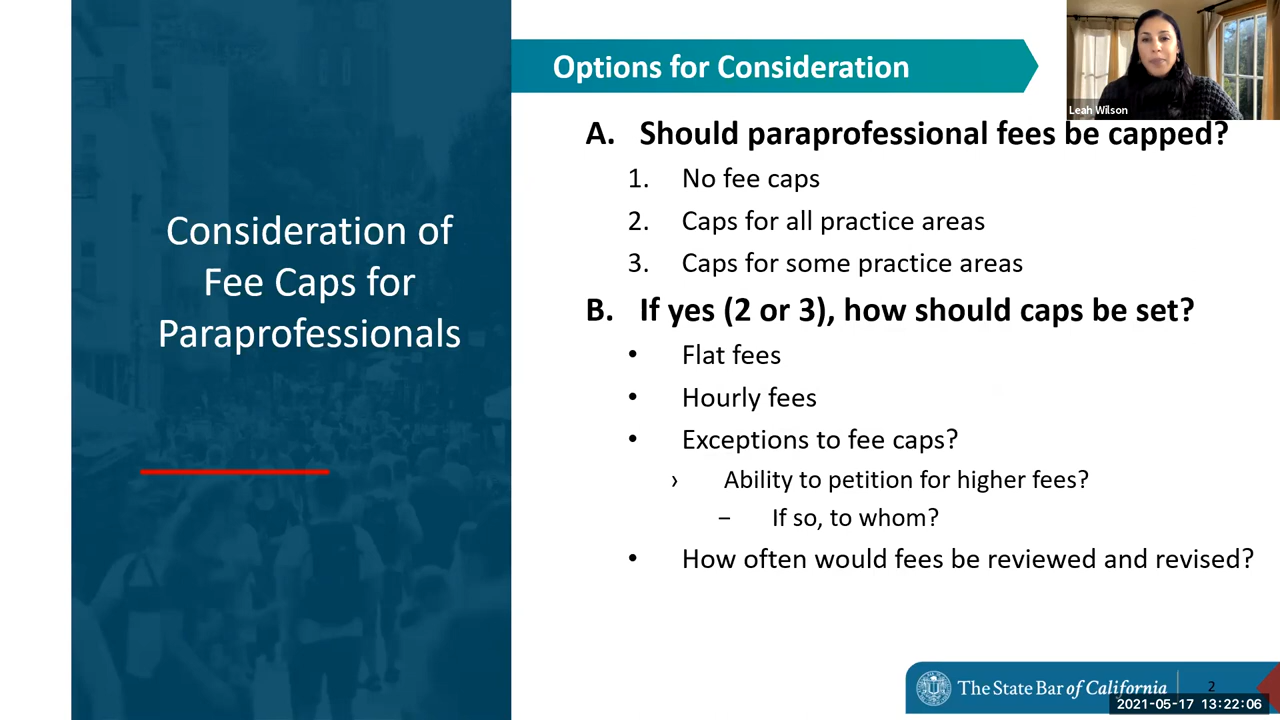 Options for Consideration
Leah Wilson
A. Should paraprofessional fees be capped?
1. No fee caps
2. Caps for all practice areas
3. Caps for some practice areas
B. If yes (2 or 3), how should caps be set?
• Flat fees
• Hourly fees
• Exceptions to fee caps?
› Ability to petition for higher fees?
– If so, to whom?
• How often would fees be reviewed and revised?
Consideration of
Fee Caps for
Paraprofessionals
The State Bar of California
2
2021-05-17 13:22:06